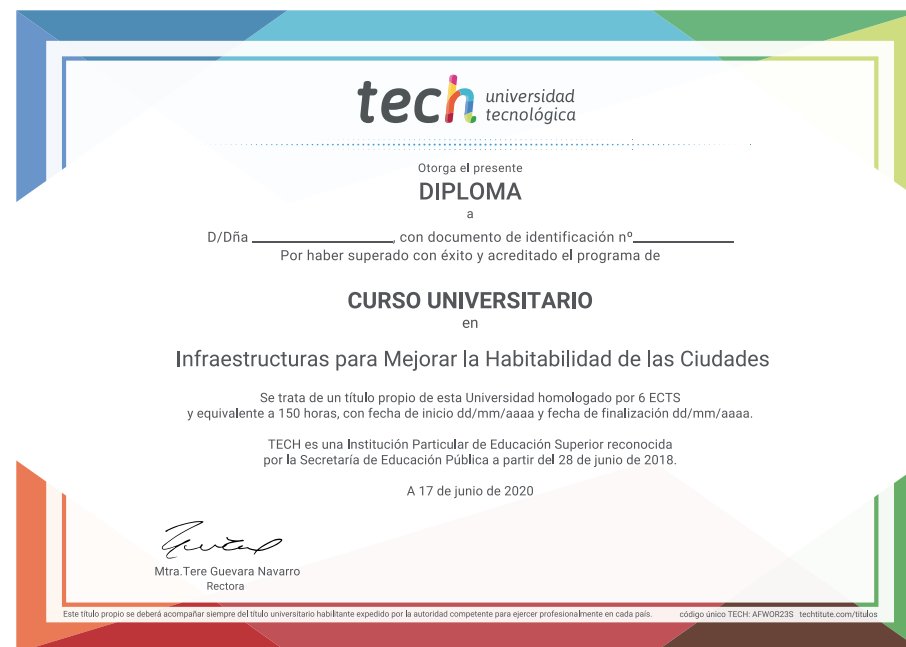 tech universidad
tecnológica
Otorga el presente
DIPLOMA
a
D/Dña ____________________, con documento de identificación nº______________
Por haber superado con éxito y acreditado el programa de
CURSO UNIVERSITARIO
en
Infraestructuras para Mejorar la Habitabilidad de las Ciudades
Se trata de un título propio de esta Universidad homologado por 6 ECTS
y equivalente a 150 horas, con fecha de inicio dd/mm/aaaa y fecha de finalización dd/mm/aaaa.
TECH es una Institución Particular de Educación Superior reconocida
por la Secretaría de Educación Pública a partir del 28 de junio de 2018.
A 17 de junio de 2020
Mtra.Tere Guevara Navarro
Rectora
Este título propio se deberá acompañar siempre del título universitario habilitante expedido por la autoridad competente para ejercer profesionalmente en cada país. código único TECH: AFWOR23S techtitute.com/titulos